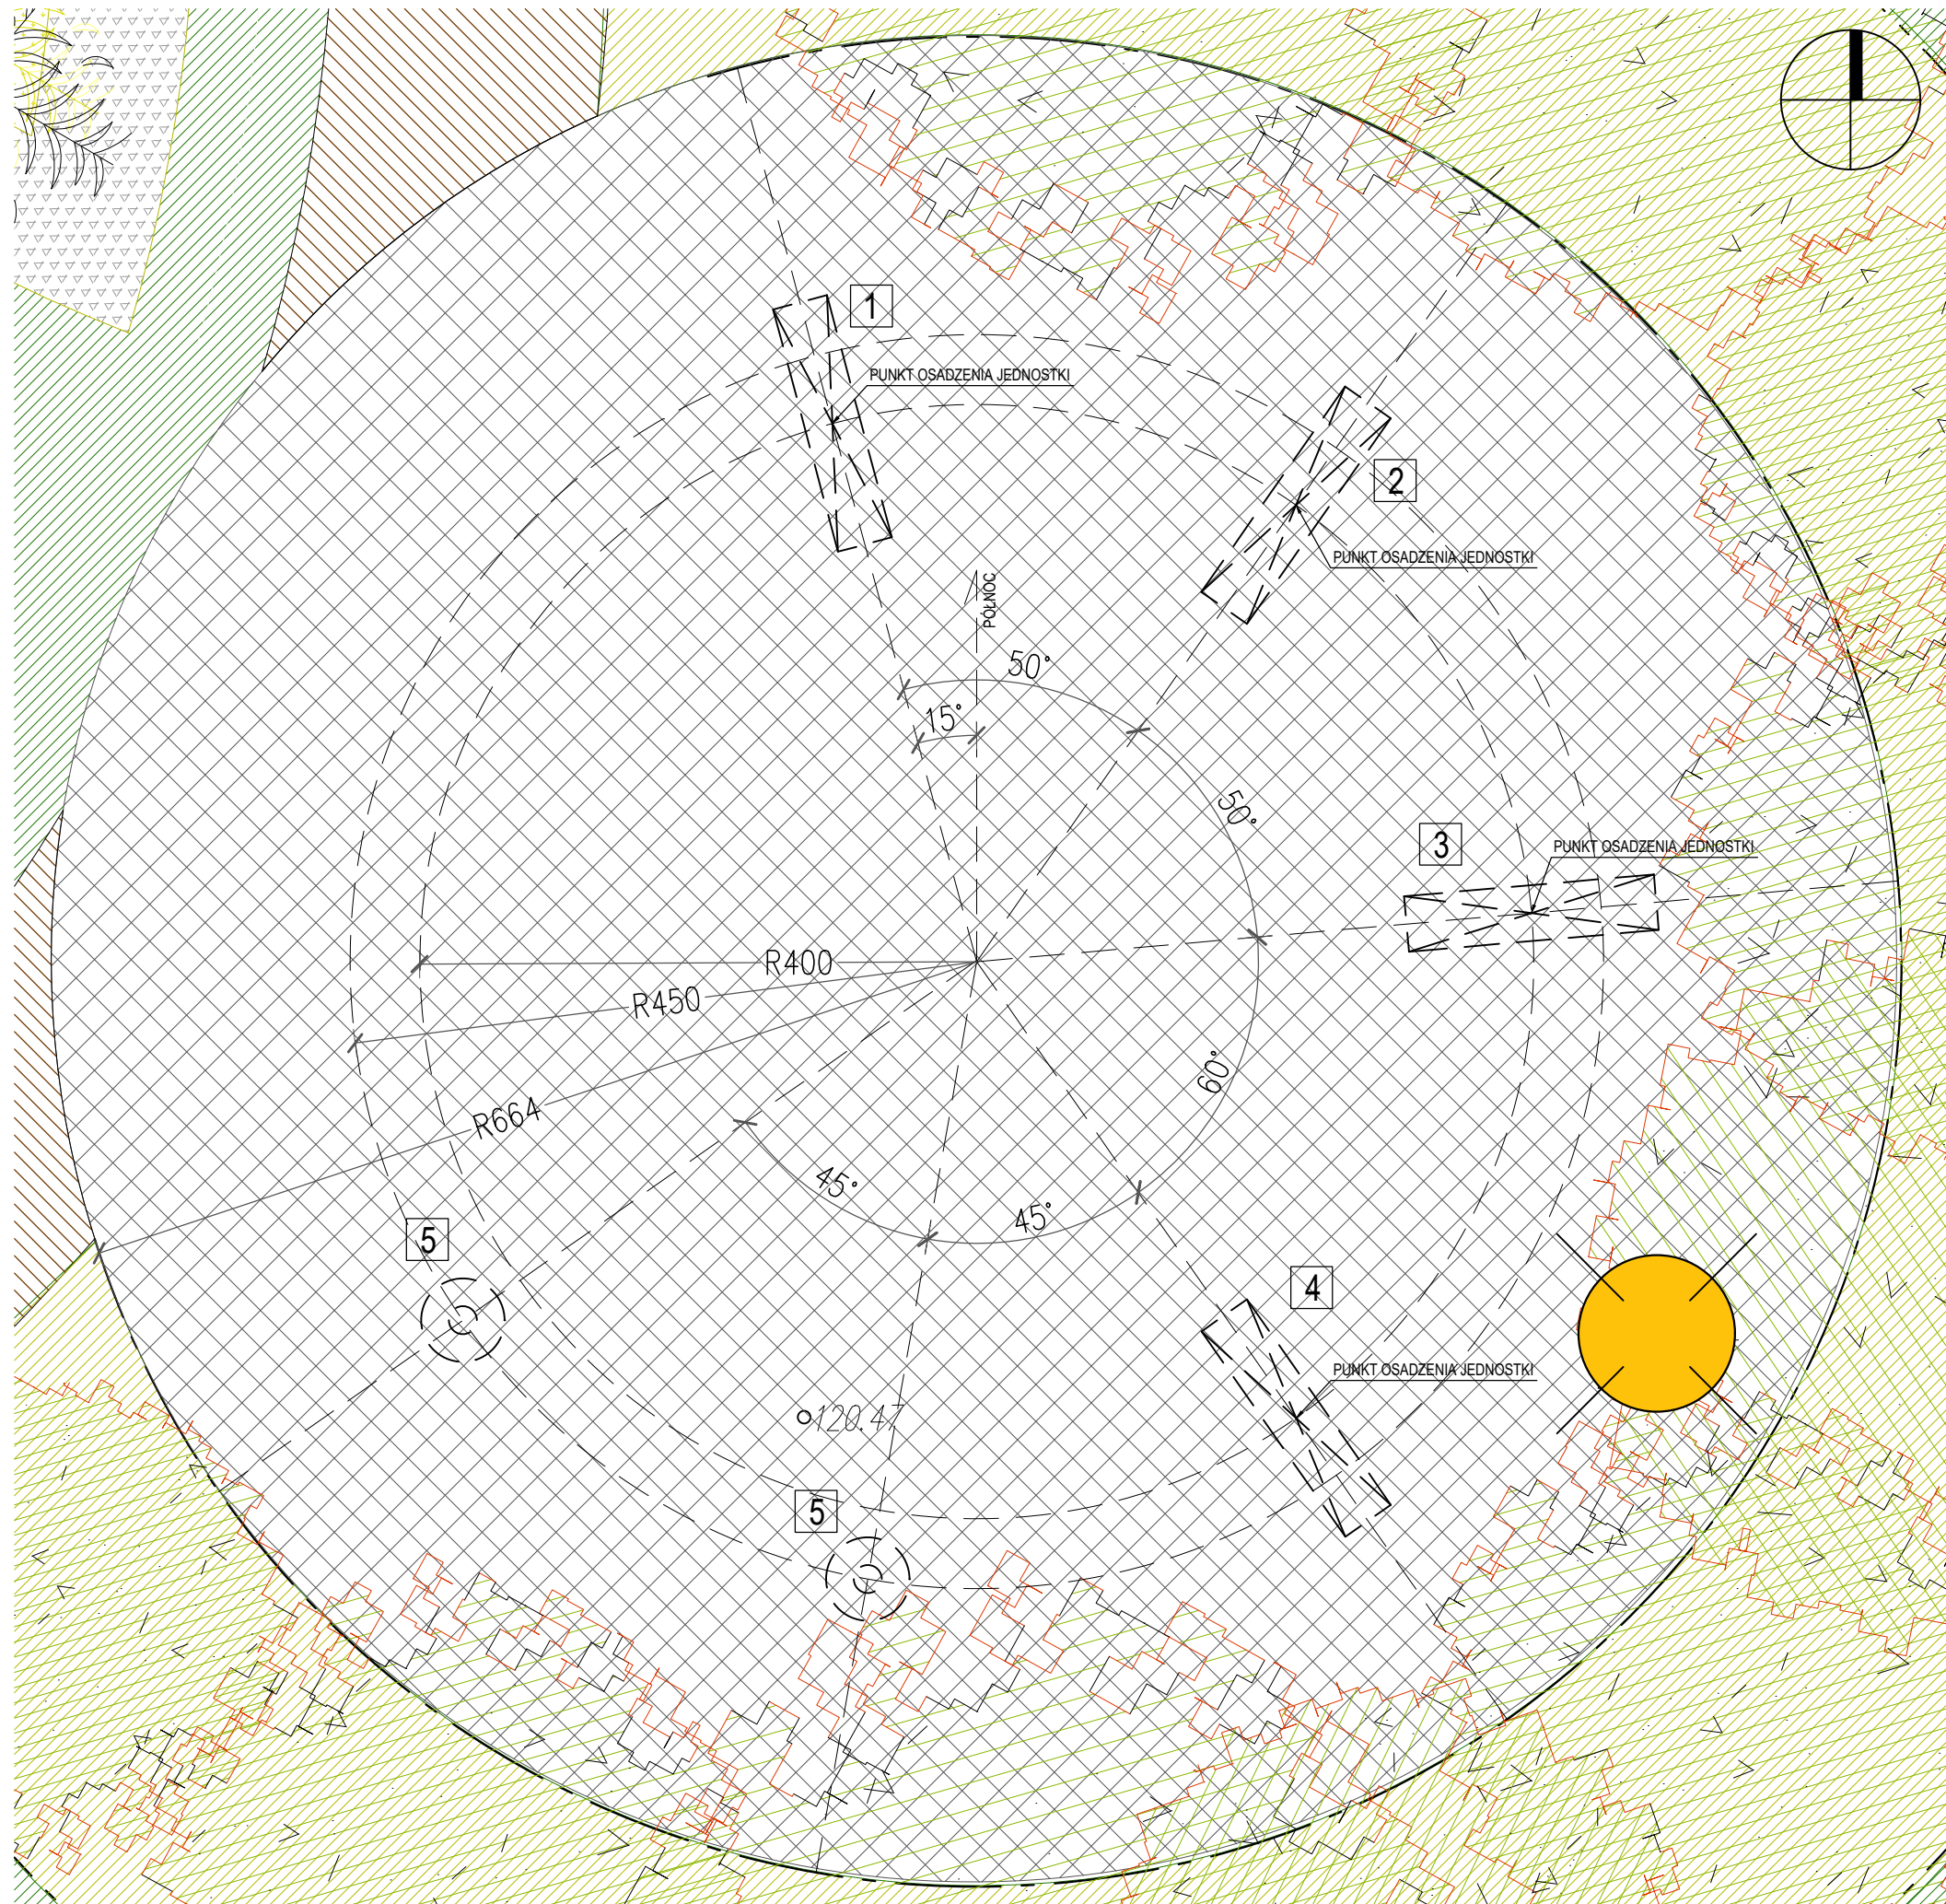 1
PUNKT OSADZENIA JEDNOSTKI
2
PUNKT OSADZENIA JEDNOSTKI
PÓŁNOC
50°
15°
50°
3
PUNKT OSADZENIA JEDNOSTKI
R400
R450
R664
60°
45°
45°
5
4
PUNKT OSADZENIA JEDNOSTKI
120.47
5